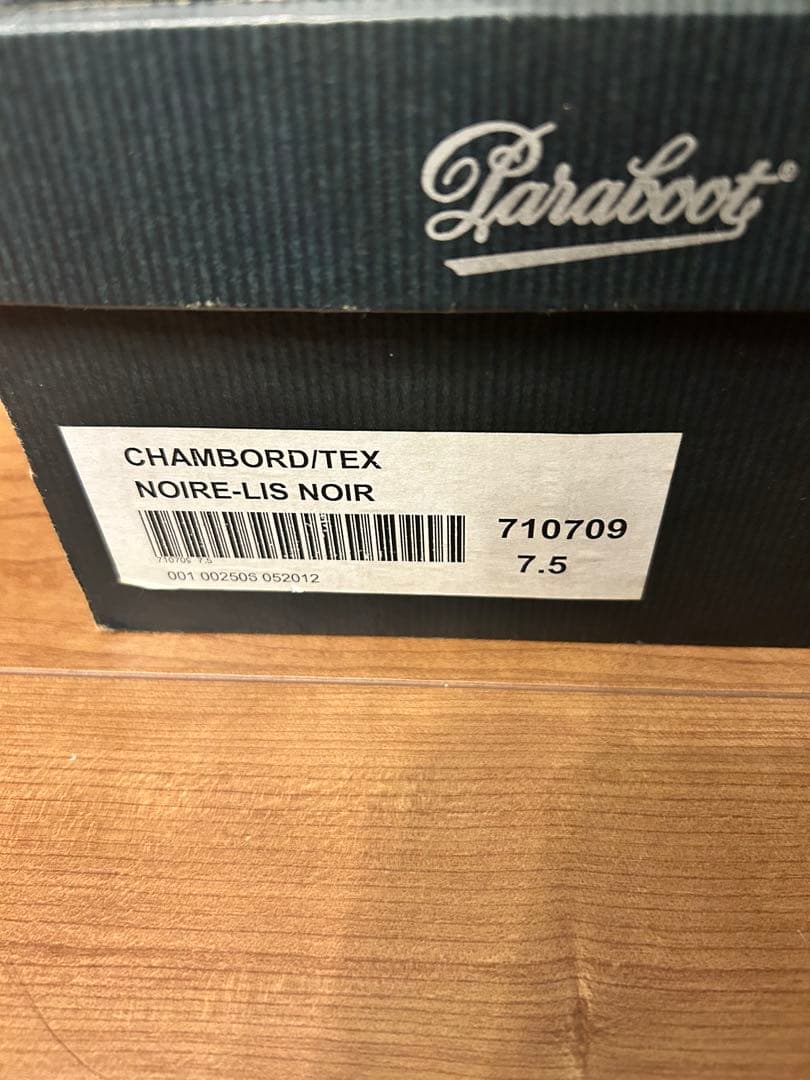 Paraboot®
CHAMBORD/TEX
NOIRE-LIS NOIR
710709 7.5
710709
7.5
001 00250S 052012